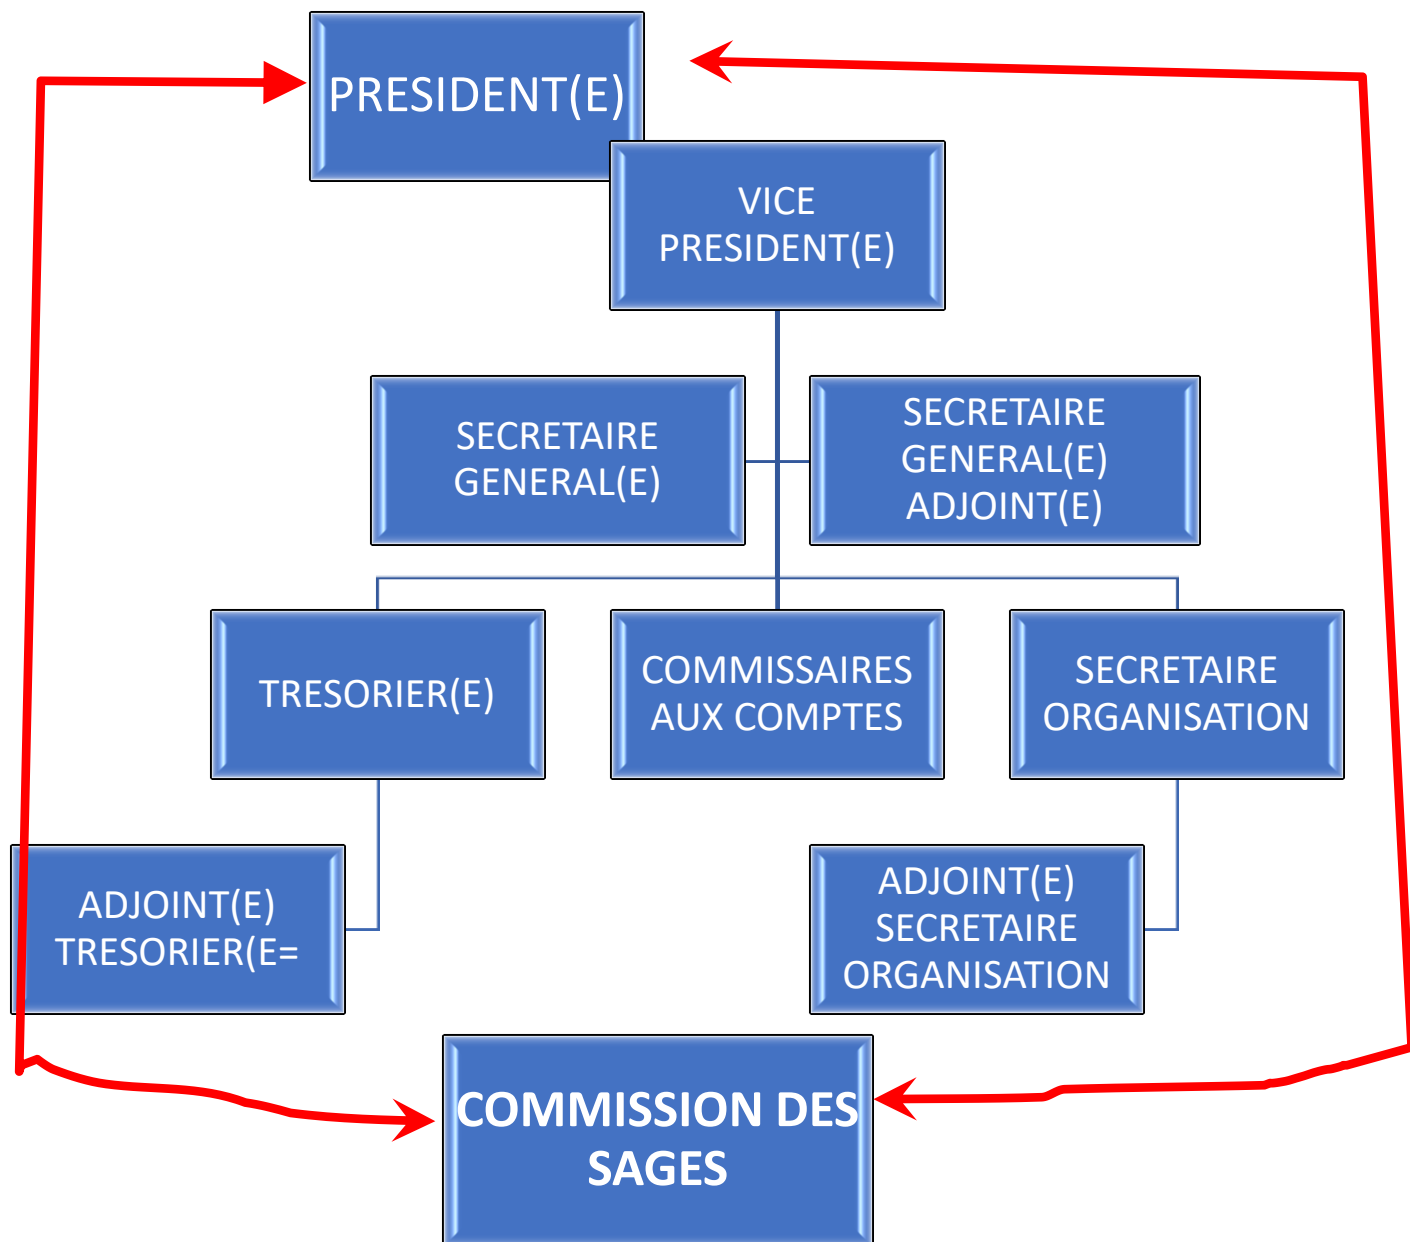 PRESIDENT(E)
VICE
PRESIDENT(E)
SECRETAIRE
GENERAL(E)
SECRETAIRE
GENERAL(E)
ADJOINT(E)
TRESORIER(E)
COMMISSAIRES
AUX COMPTES
SECRETAIRE
ORGANISATION
ADJOINT(E)
TRESORIER(E=
ADJOINT(E)
SECRETAIRE
ORGANISATION
COMMISSION DES
SAGES